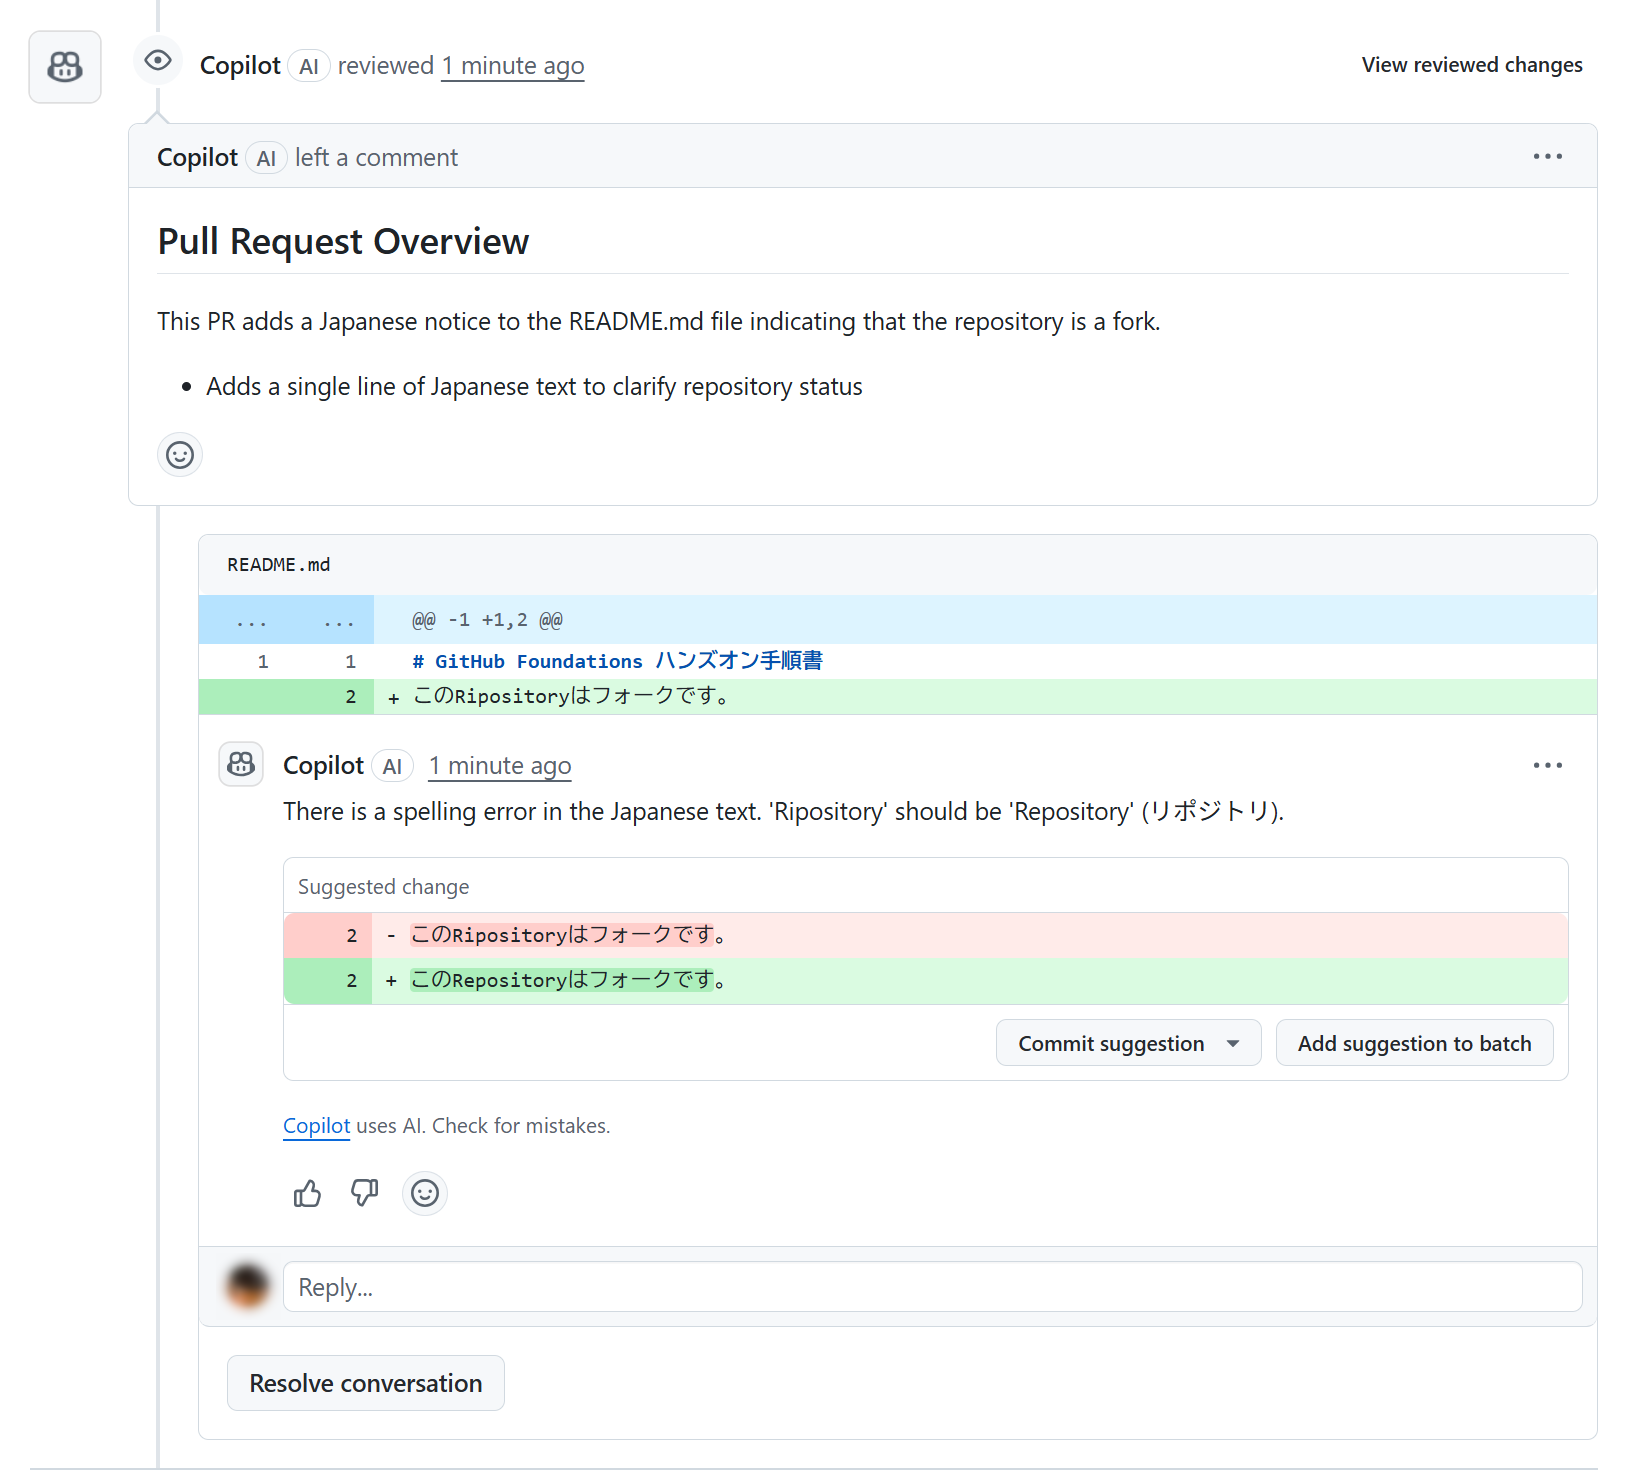 Copilot AI reviewed 1 minute ago View reviewed changes
Copilot AI left a comment ...
Pull Request Overview
This PR adds a Japanese notice to the README.md file indicating that the repository is a fork.
• Adds a single line of Japanese text to clarify repository status
README.md
... ... @@ -1 +1,2 @@
1 1 # GitHub Foundations ハンズオン手順書
2 + このRipositoryはフォークです。
Copilot AI 1 minute ago ...
There is a spelling error in the Japanese text. 'Ripository' should be 'Repository' (リポジトリ).
Suggested change
2 - このRipositoryはフォークです。
2 + このRepositoryはフォークです。
Commit suggestion Add suggestion to batch
Copilot uses AI. Check for mistakes.
Reply...
Resolve conversation